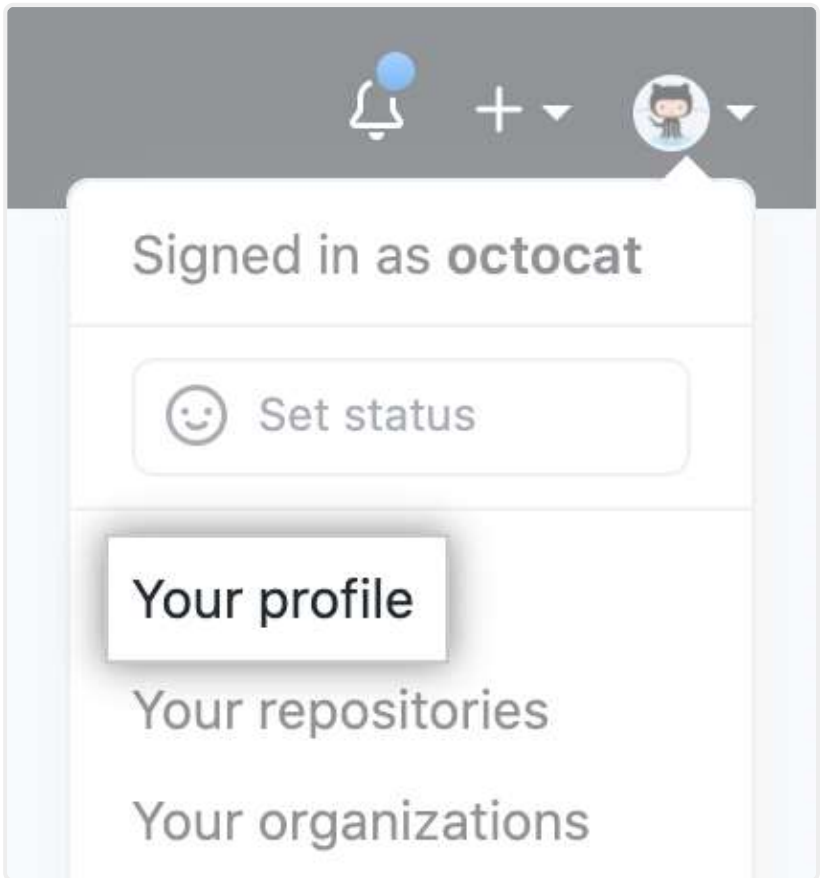 Signed in as octocat
Set status
Your profile
Your repositories
Your organizations